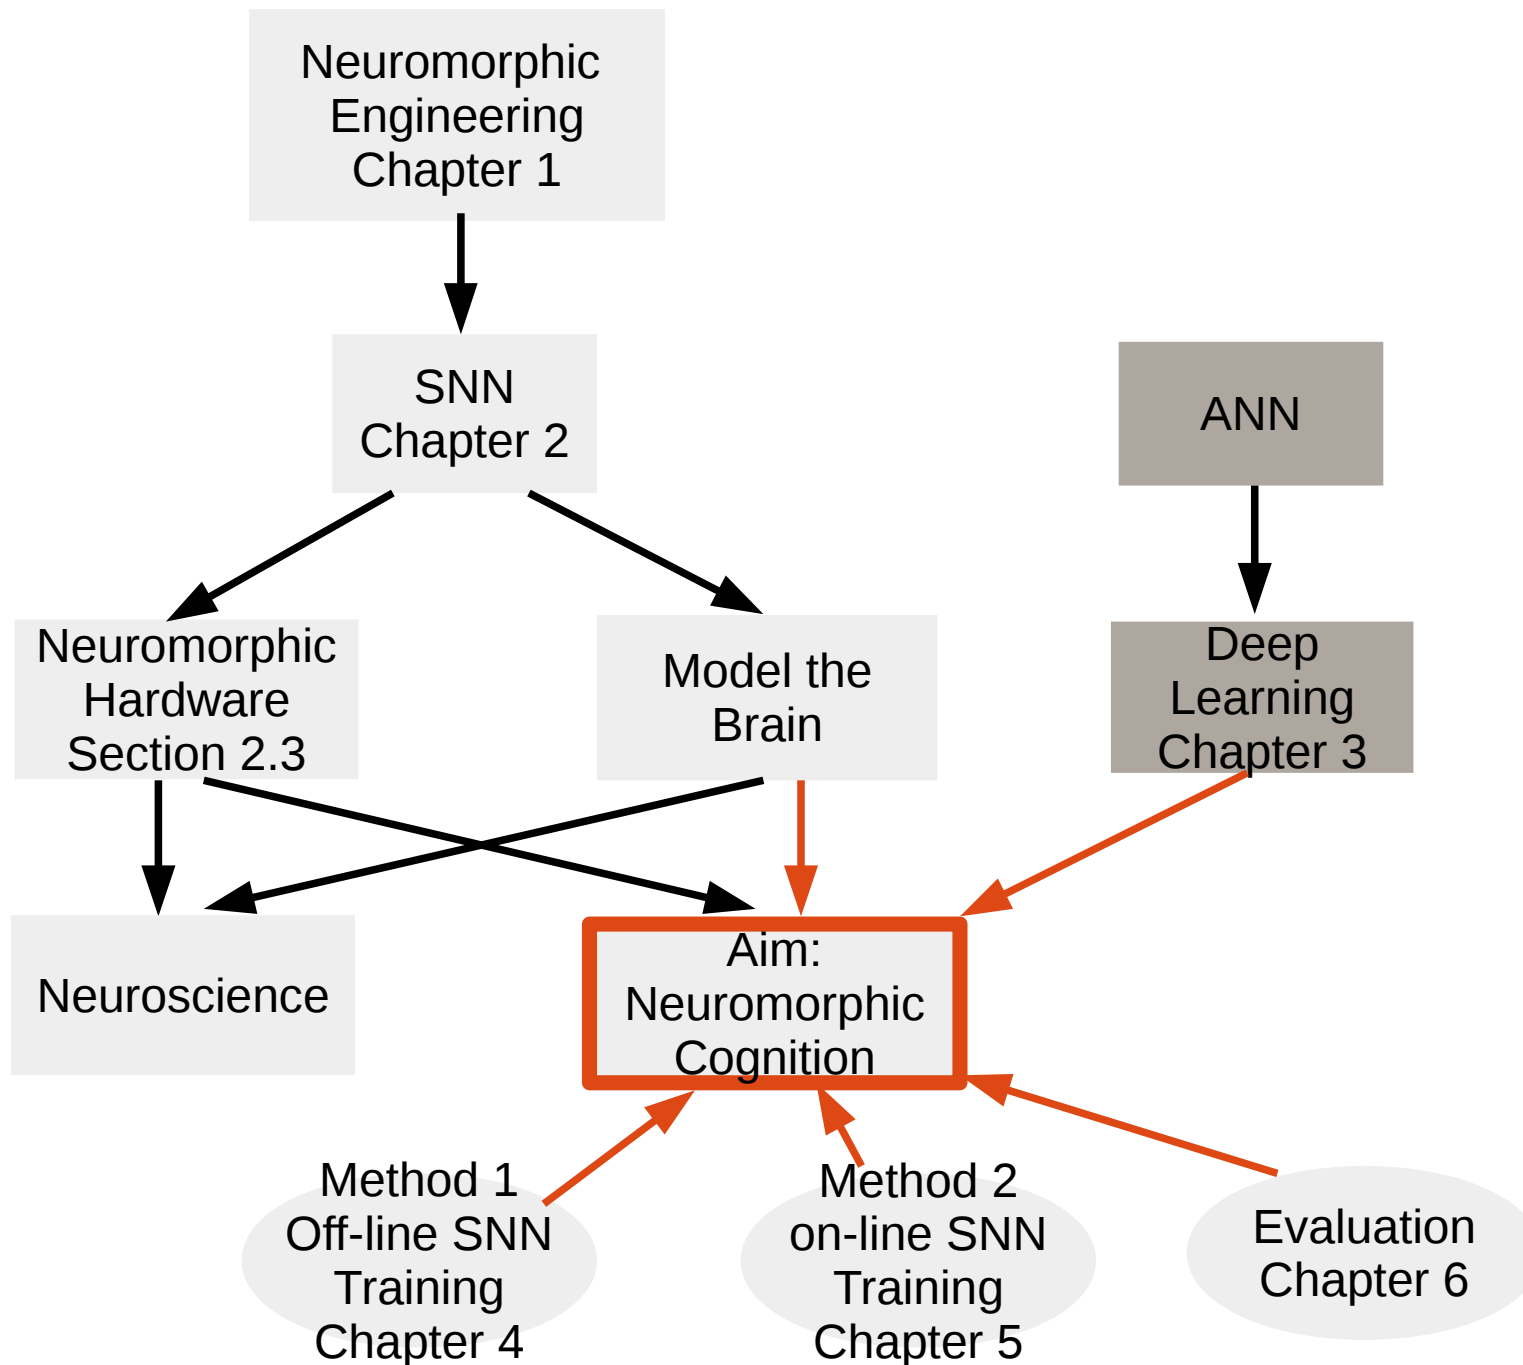 Neuromorphic
Engineering
Chapter 1
SNN
Chapter 2
ANN
Neuromorphic
Hardware
Section 2.3
Model the
Brain
Deep
Learning
Chapter 3
Neuroscience
Aim:
Neuromorphic
Cognition
Method 1
Off-line SNN
Training
Chapter 4
Method 2
on-line SNN
Training
Chapter 5
Evaluation
Chapter 6